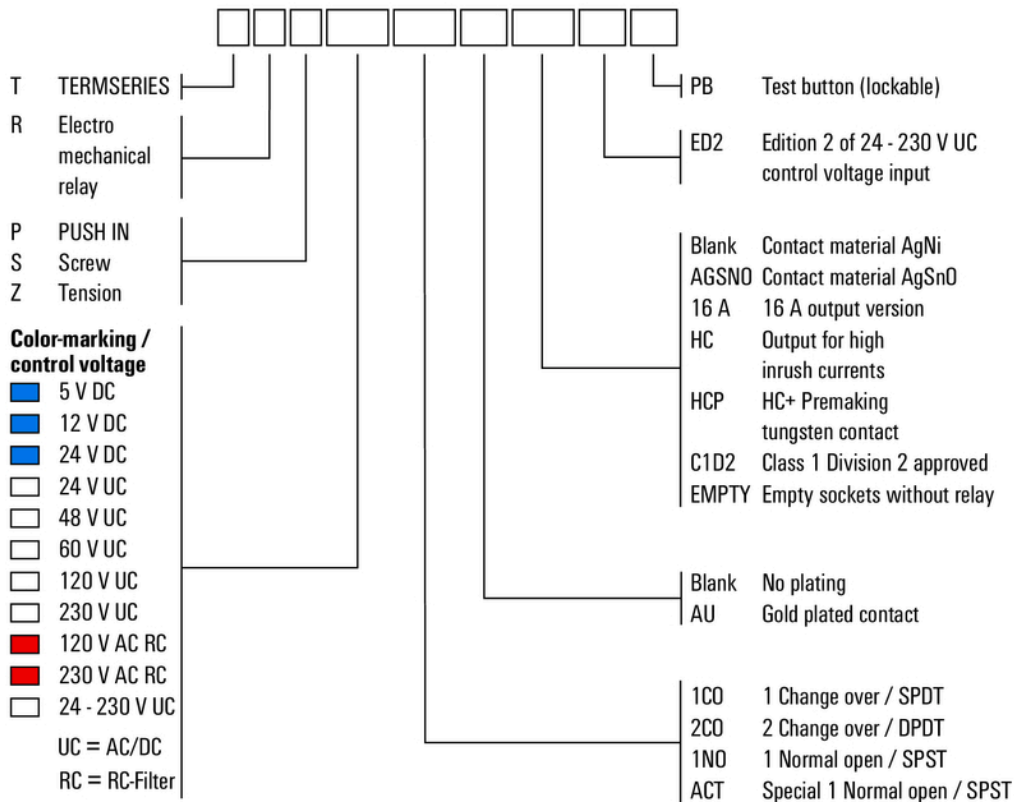 T TERMSERIES
R Electro
mechanical
relay
P PUSH IN
S Screw
Z Tension
Color-marking /
control voltage
5 V DC
12 V DC
24 V DC
24 V UC
48 V UC
60 V UC
120 V UC
230 V UC
120 V AC RC
230 V AC RC
24 - 230 V UC
UC = AC/DC
RC = RC-Filter
PB Test button (lockable)
ED2 Edition 2 of 24 - 230 V UC
control voltage input
Blank Contact material AgNi
AGSNO Contact material AgSnO
16 A 16 A output version
HC Output for high
inrush currents
HCP HC+ Premaking
tungsten contact
C1D2 Class 1 Division 2 approved
EMPTY Empty sockets without relay
Blank No plating
AU Gold plated contact
1CO 1 Change over / SPDT
2CO 2 Change over / DPDT
1NO 1 Normal open / SPST
ACT Special 1 Normal open / SPST